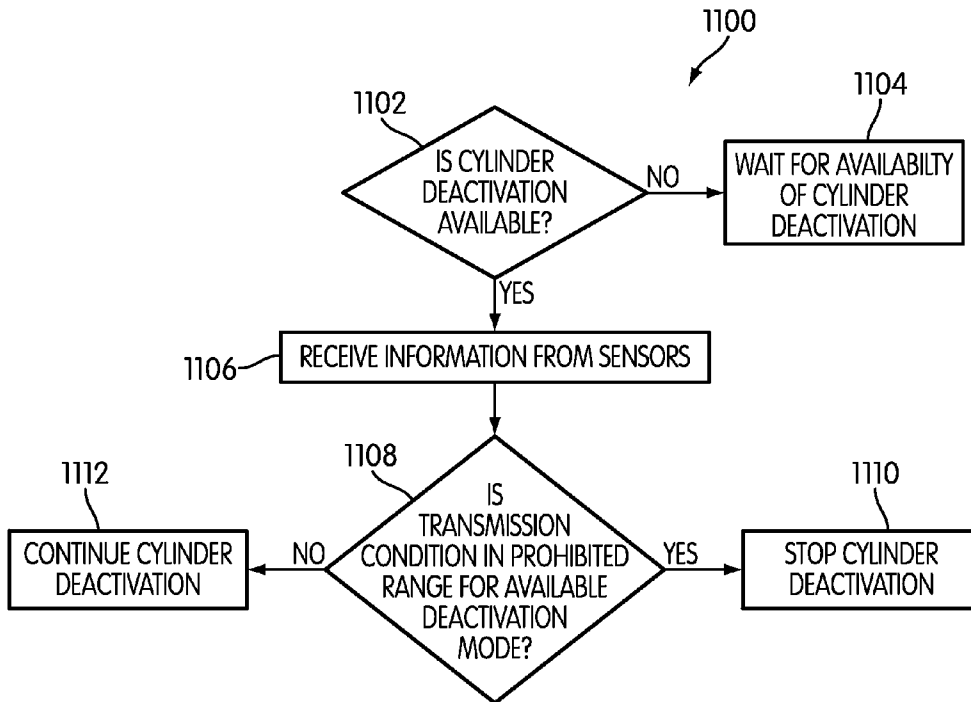 1100
1102
IS CYLINDER
DEACTIVATION
AVAILABLE?
NO
1104
WAIT FOR AVAILABILTY
OF CYLINDER
DEACTIVATION
YES
1106
RECEIVE INFORMATION FROM SENSORS
1108
IS
TRANSMISSION
CONDITION IN PROHIBITED
RANGE FOR AVAILABLE
DEACTIVATION
MODE?
NO
1112
CONTINUE CYLINDER
DEACTIVATION
YES
1110
STOP CYLINDER
DEACTIVATION